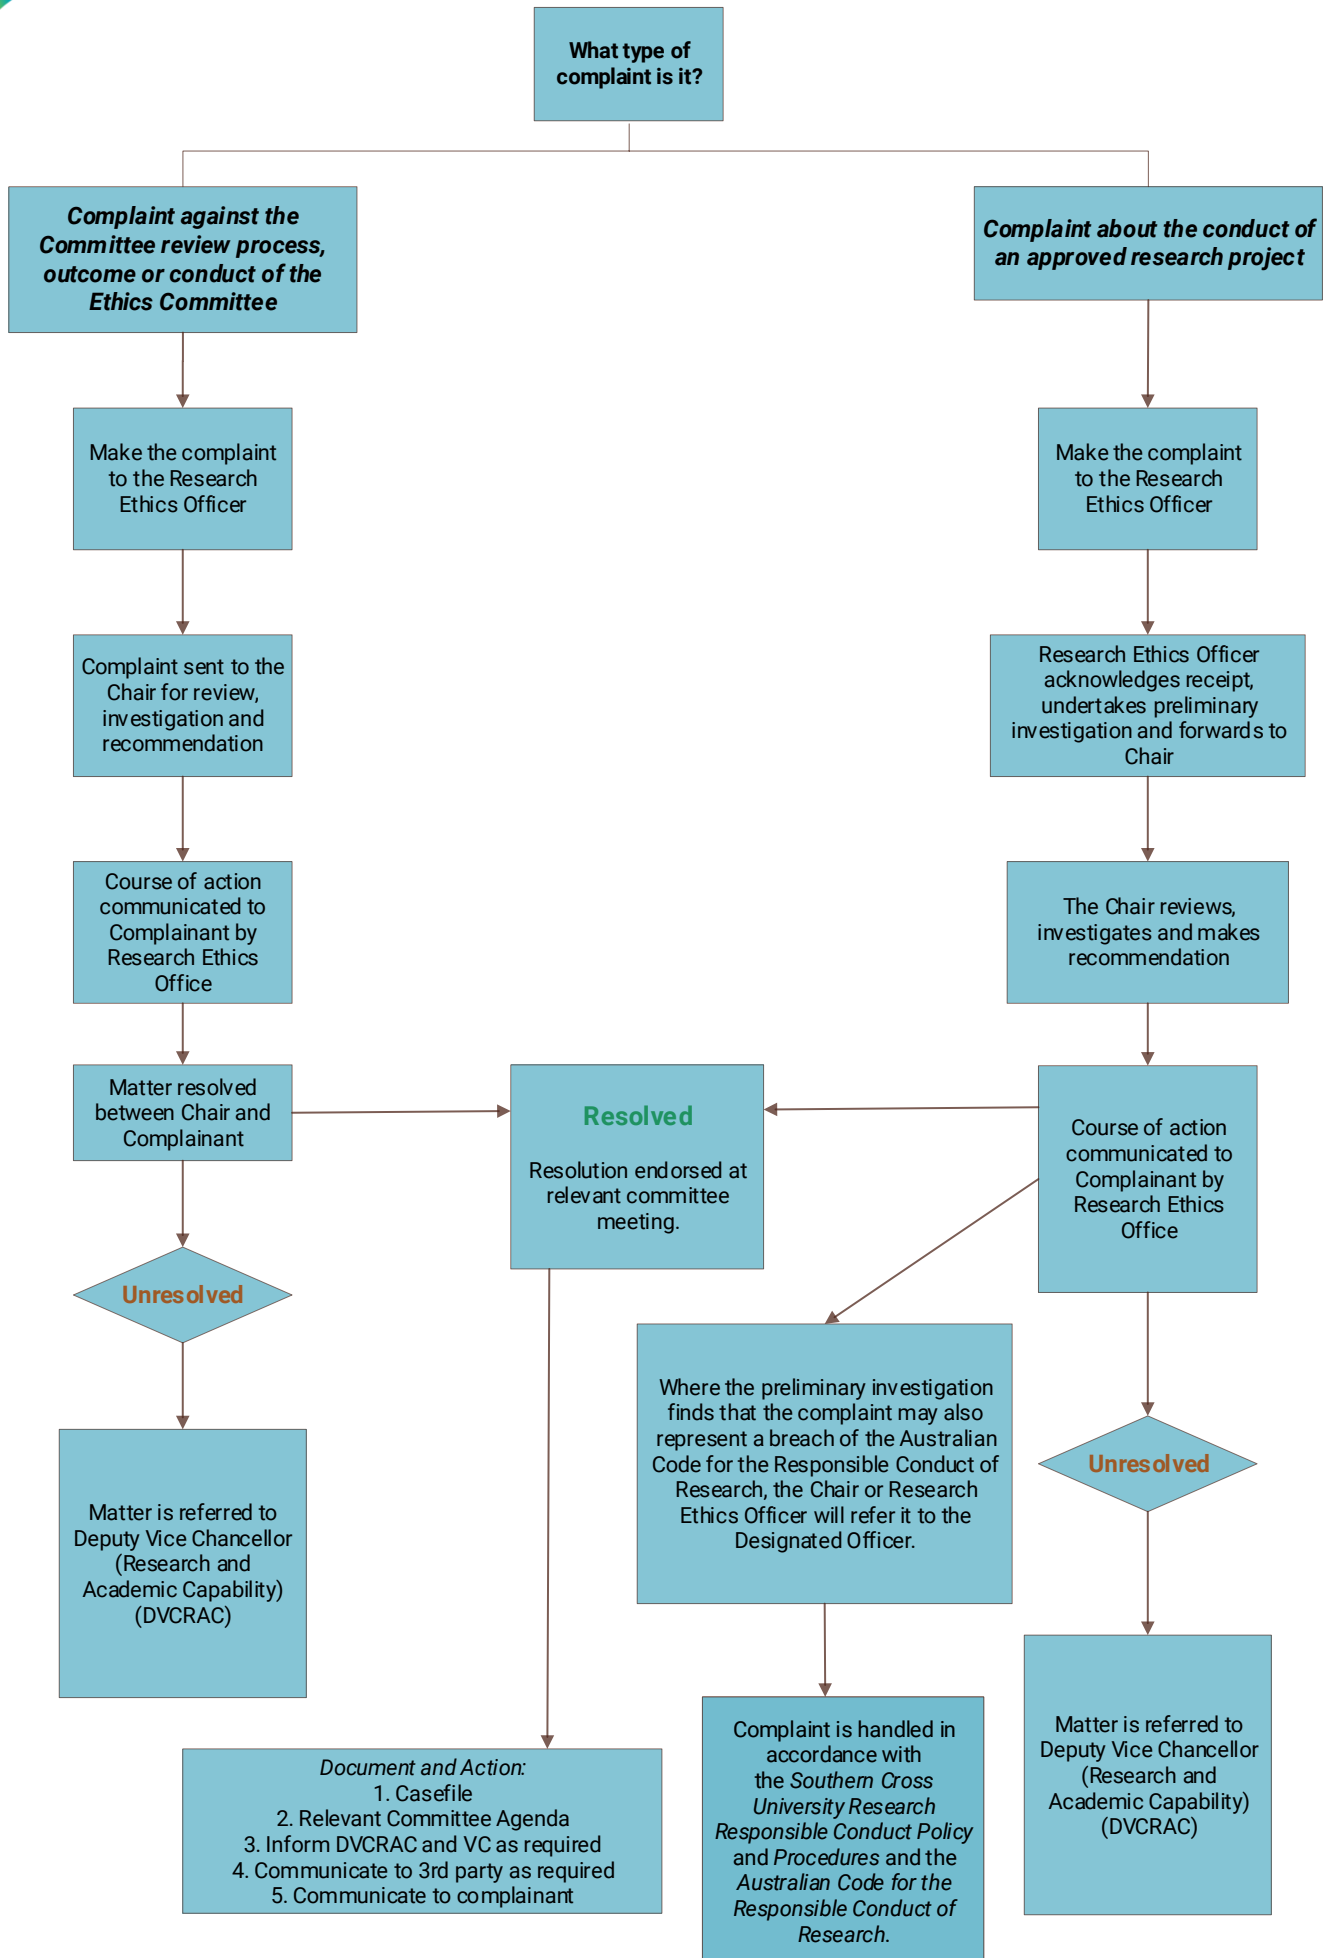 What type of
complaint is it?
Complaint against the
Committee review process,
outcome or conduct of the
Ethics Committee
Complaint about the conduct of
an approved research project
Make the complaint
to the Research
Ethics Officer
Make the complaint
to the Research
Ethics Officer
Complaint sent to the
Chair for review,
investigation and
recommendation
Research Ethics Officer
acknowledges receipt,
undertakes preliminary
investigation and forwards to
Chair
Course of action
communicated to
Complainant by
Research Ethics
Office
The Chair reviews,
investigates and makes
recommendation
Matter resolved
between Chair and
Complainant
Resolved
Resolution endorsed at
relevant committee
meeting.
Course of action
communicated to
Complainant by
Research Ethics
Office
Unresolved
Where the preliminary investigation
finds that the complaint may also
represent a breach of the Australian
Code for the Responsible Conduct of
Research, the Chair or Research
Ethics Officer will refer it to the
Designated Officer.
Unresolved
Matter is referred to
Deputy Vice Chancellor
(Research and
Academic Capability)
(DVCRAC)
Document and Action:
1. Casefile
2. Relevant Committee Agenda
3. Inform DVCRAC and VC as required
4. Communicate to 3rd party as required
5. Communicate to complainant
Complaint is handled in
accordance with
the Southern Cross
University Research
Responsible Conduct Policy
and Procedures and the
Australian Code for the
Responsible Conduct of
Research.
Matter is referred to
Deputy Vice Chancellor
(Research and
Academic Capability)
(DVCRAC)